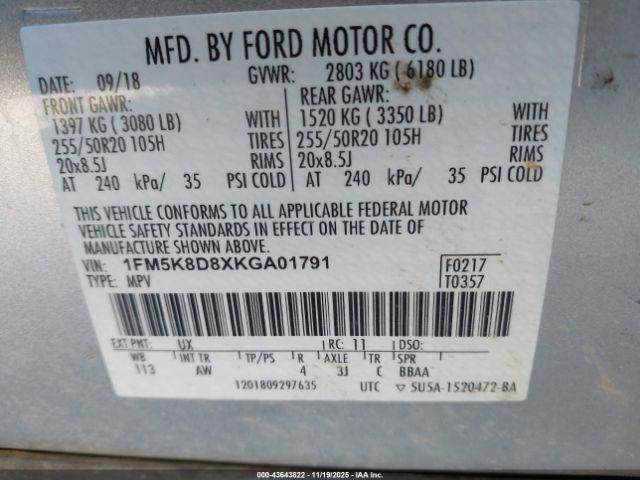 MFD. BY FORD MOTOR CO.
DATE: 09/18 GVWR: 2803 KG ( 6180 LB)
FRONT GAWR: REAR GAWR:
1397 KG ( 3080 LB) WITH 1520 KG ( 3350 LB) WITH
255/50R20 105H TIRES 255/50R20 105H TIRES
20x8.5J RIMS 20x8.5J RIMS
AT 240 kPa/ 35 PSI COLD AT 240 kPa/ 35 PSI COLD
THIS VEHICLE CONFORMS TO ALL APPLICABLE FEDERAL MOTOR
VEHICLE SAFETY STANDARDS IN EFFECT ON THE DATE OF
MANUFACTURE SHOWN ABOVE.
VIN: 1FM5K8D8XKGA01791 F0217
TYPE: MPV T0357
EXT PNT: UX RC: 11 DSO:
WB INT TR TP/PS R AXLE TR SPR
113 AW 4 3J C BBAA
1201809297635 UTC ▽ 5U5A-1520472-BA
000-43643822 — 11/19/2025 — IAA Inc.